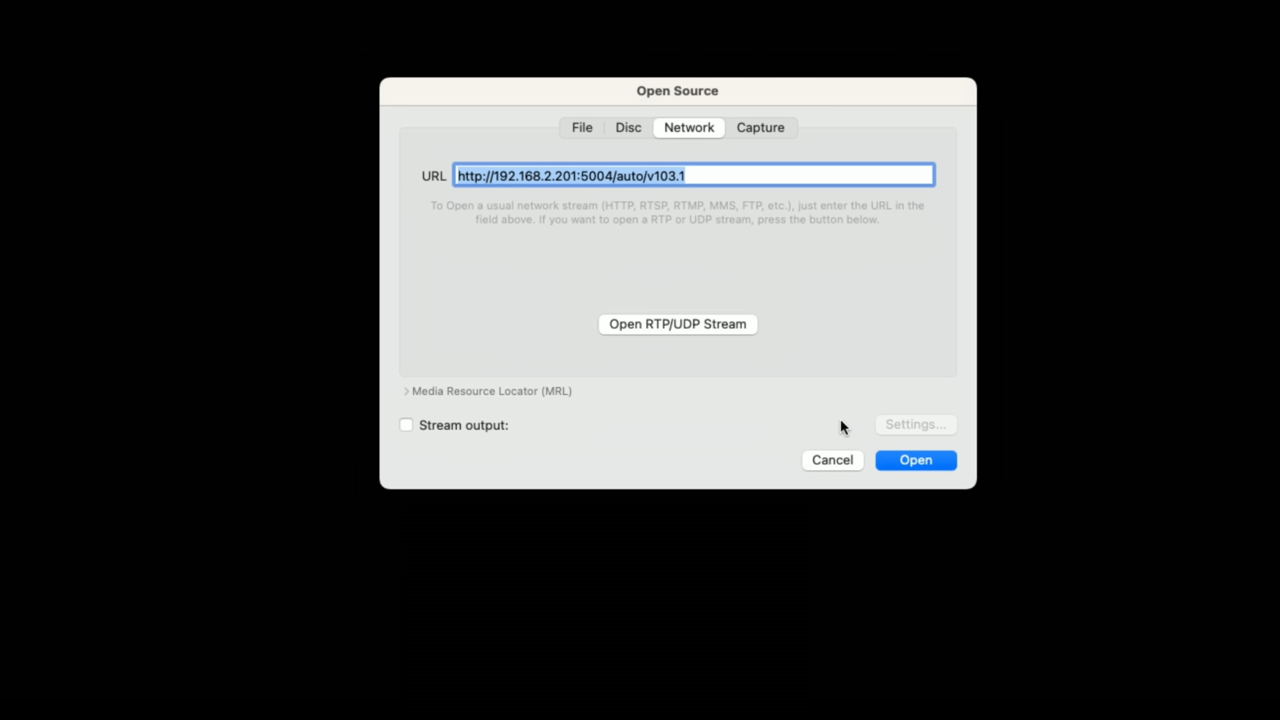 Open Source
File
Disc
Network
Capture
URL
http://192.168.2.201:5004/auto/v103.1
To Open a usual network stream (HTTP, RTSP, RTMP, MMS, FTP, etc.), just enter the URL in the
field above. If you want to open a RTP or UDP stream, press the button below.
Open RTP/UDP Stream
Media Resource Locator (MRL)
Stream output:
Settings...
Cancel
Open